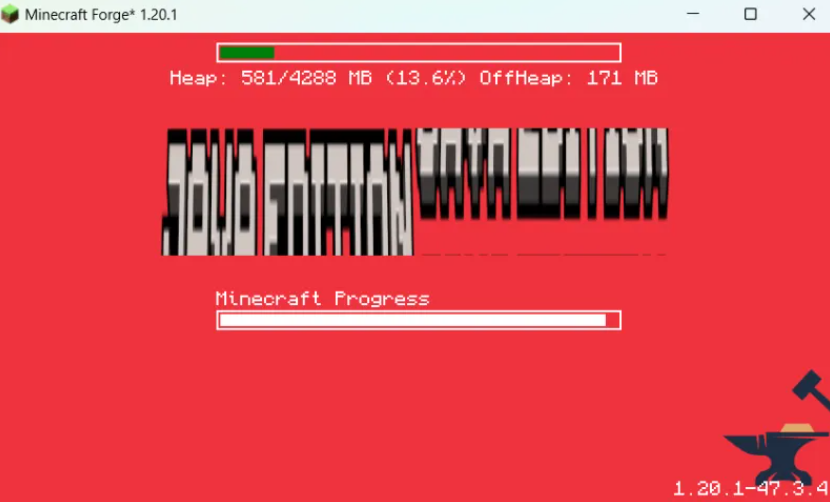 Minecraft Forge* 1.20.1
Heap: 581/4288 MB (13.6%) OffHeap: 171 MB
JAVA EDITION
Minecraft Progress
1.20.1-47.3.4